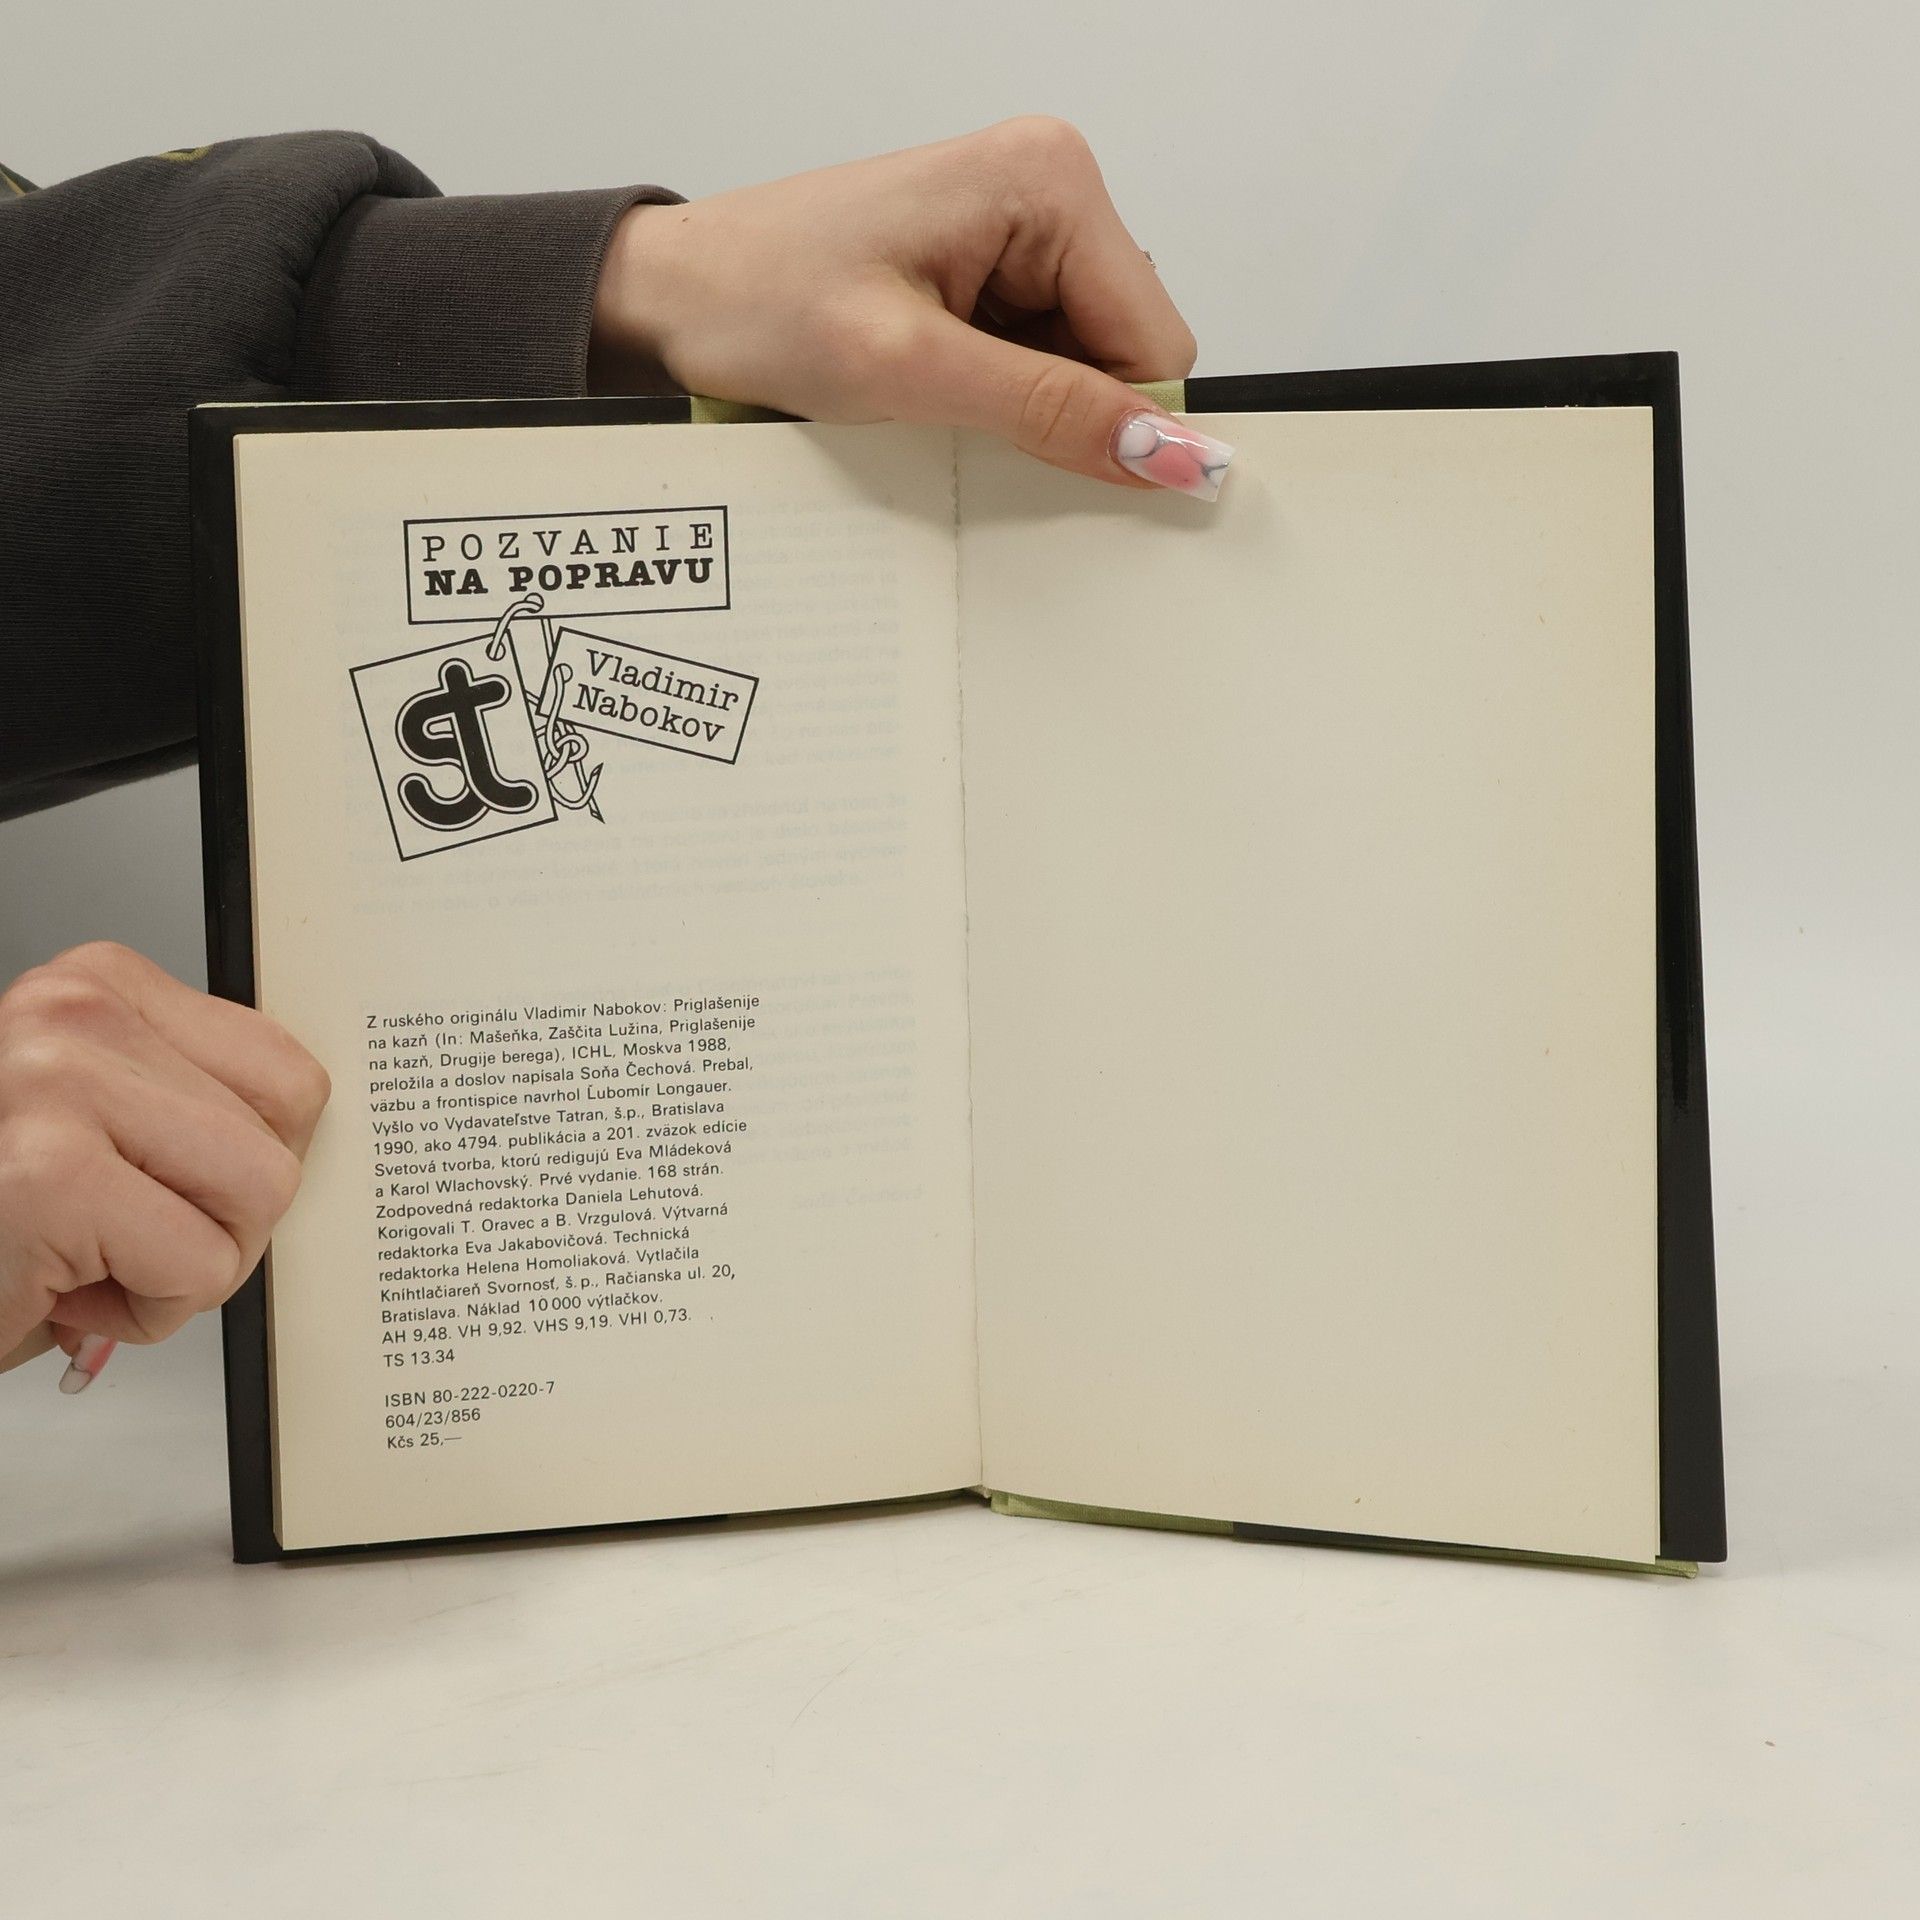 POZVANIE
NA POPRAVU
st
Vladimir
Nabokov
Z ruského originálu Vladimir Nabokov: Priglašenije
na kazň (In: Mašeňka, Zaščita Lužina, Priglašenije
na kazň, Drugije berega), ICHL, Moskva 1988,
preložila a doslov napísala Soňa Čechová. Prebal,
väzbu a frontispice navrhol Ľubomír Longauer.
Vyšlo vo Vydavateľstve Tatran, š.p., Bratislava
1990, ako 4794. publikácia a 201. zväzok edície
Svetová tvorba, ktorú redigujú Eva Mládeková
a Karol Wlachovský. Prvé vydanie. 168 strán.
Zodpovedná redaktorka Daniela Lehutová.
Korigovali T. Oravec a B. Vrzgulová. Výtvarná
redaktorka Eva Jakabovičová. Technická
redaktorka Helena Homoliaková. Vytlačila
Kníhtlačiareň Svornosť, š.p., Račianska ul. 20,
Bratislava. Náklad 10 000 výtlačkov.
AH 9,48. VH 9,92. VHS 9,19. VHI 0,73.
TS 13.34
ISBN 80-222-0220-7
604/23/856
Kčs 25,—